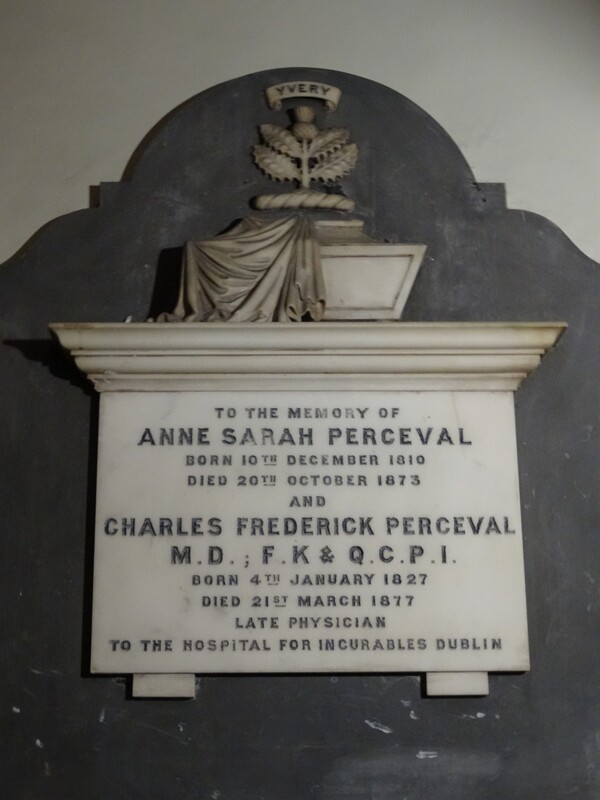 YVERY
TO THE MEMORY OF
ANNE SARAH PERCEVAL
BORN 10TH DECEMBER 1810
DIED 20TH OCTOBER 1873
AND
CHARLES FREDERICK PERCEVAL
M.D.; F.K & Q.C.P.I.
BORN 4TH JANUARY 1827
DIED 21ST MARCH 1877
LATE PHYSICIAN
TO THE HOSPITAL FOR INCURABLES DUBLIN